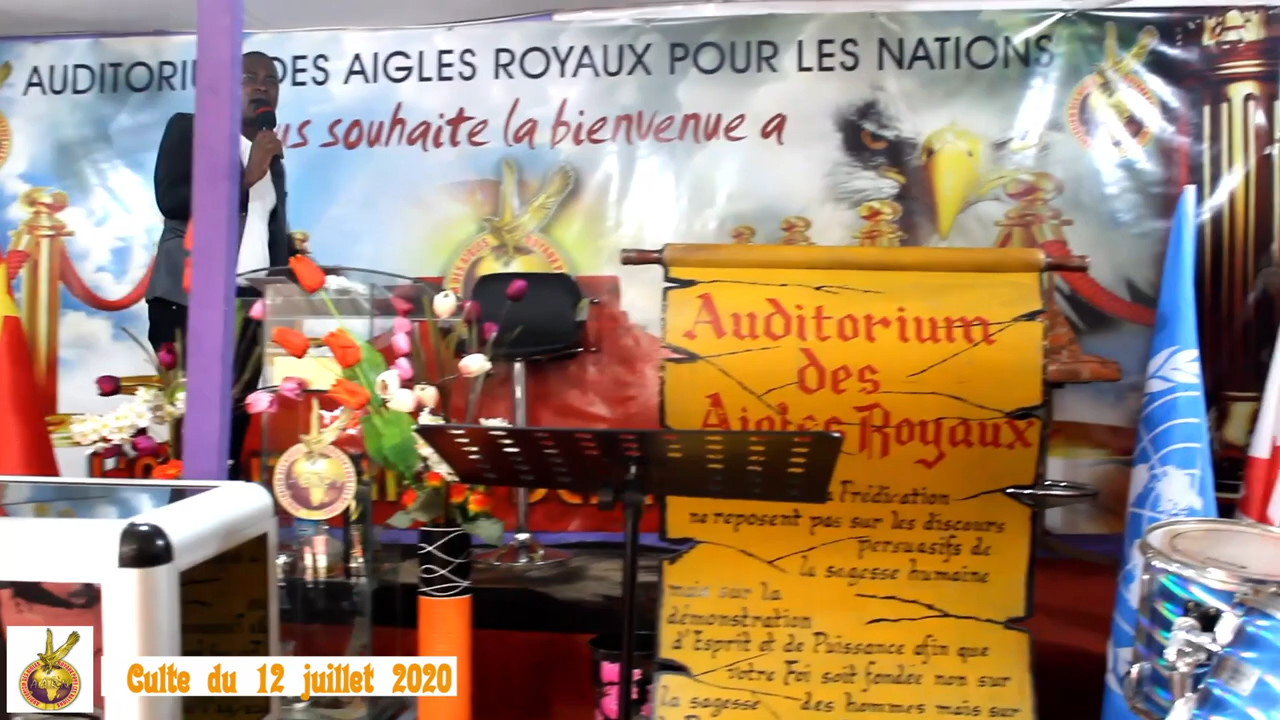 AUDITORIU DES AIGLES ROYAUX POUR LES NATIONS
us souhaite la bienvenue a
Auditorium
des
Aigles Royaux
a Prédication
ne reposent pas sur les discours
persuasifs de
la sagesse humaine
mais sur la
démonstration
d'Esprit et de Puissance afin que
votre Foi soit fondée non sur
la sagesse des hommes mais sur
Culte du 12 juillet 2020